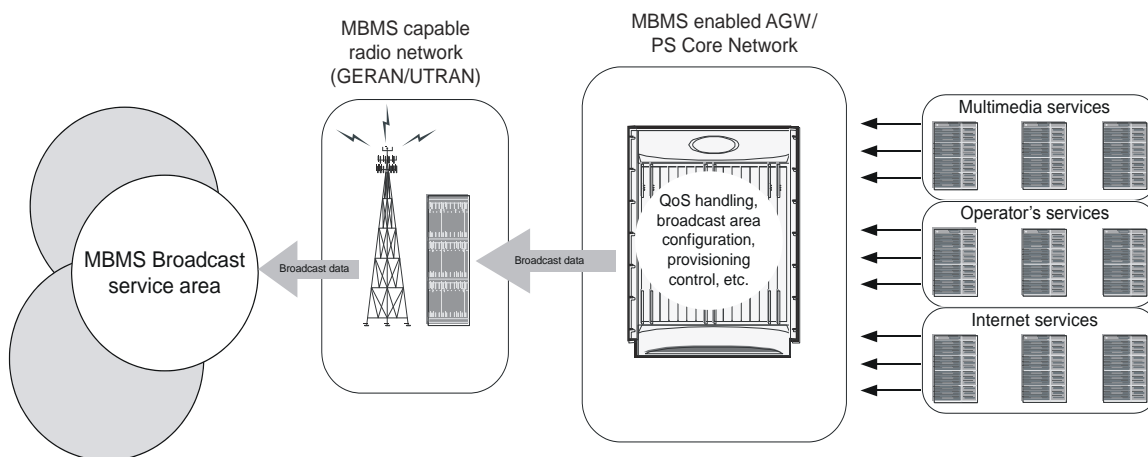 MBMS capable
radio network
(GERAN/UTRAN)
MBMS enabled AGW/
PS Core Network
Multimedia services
Operator's services
Internet services
QoS handling,
broadcast area
configuration,
provisioning
control, etc.
Broadcast data
Broadcast data
MBMS Broadcast
service area